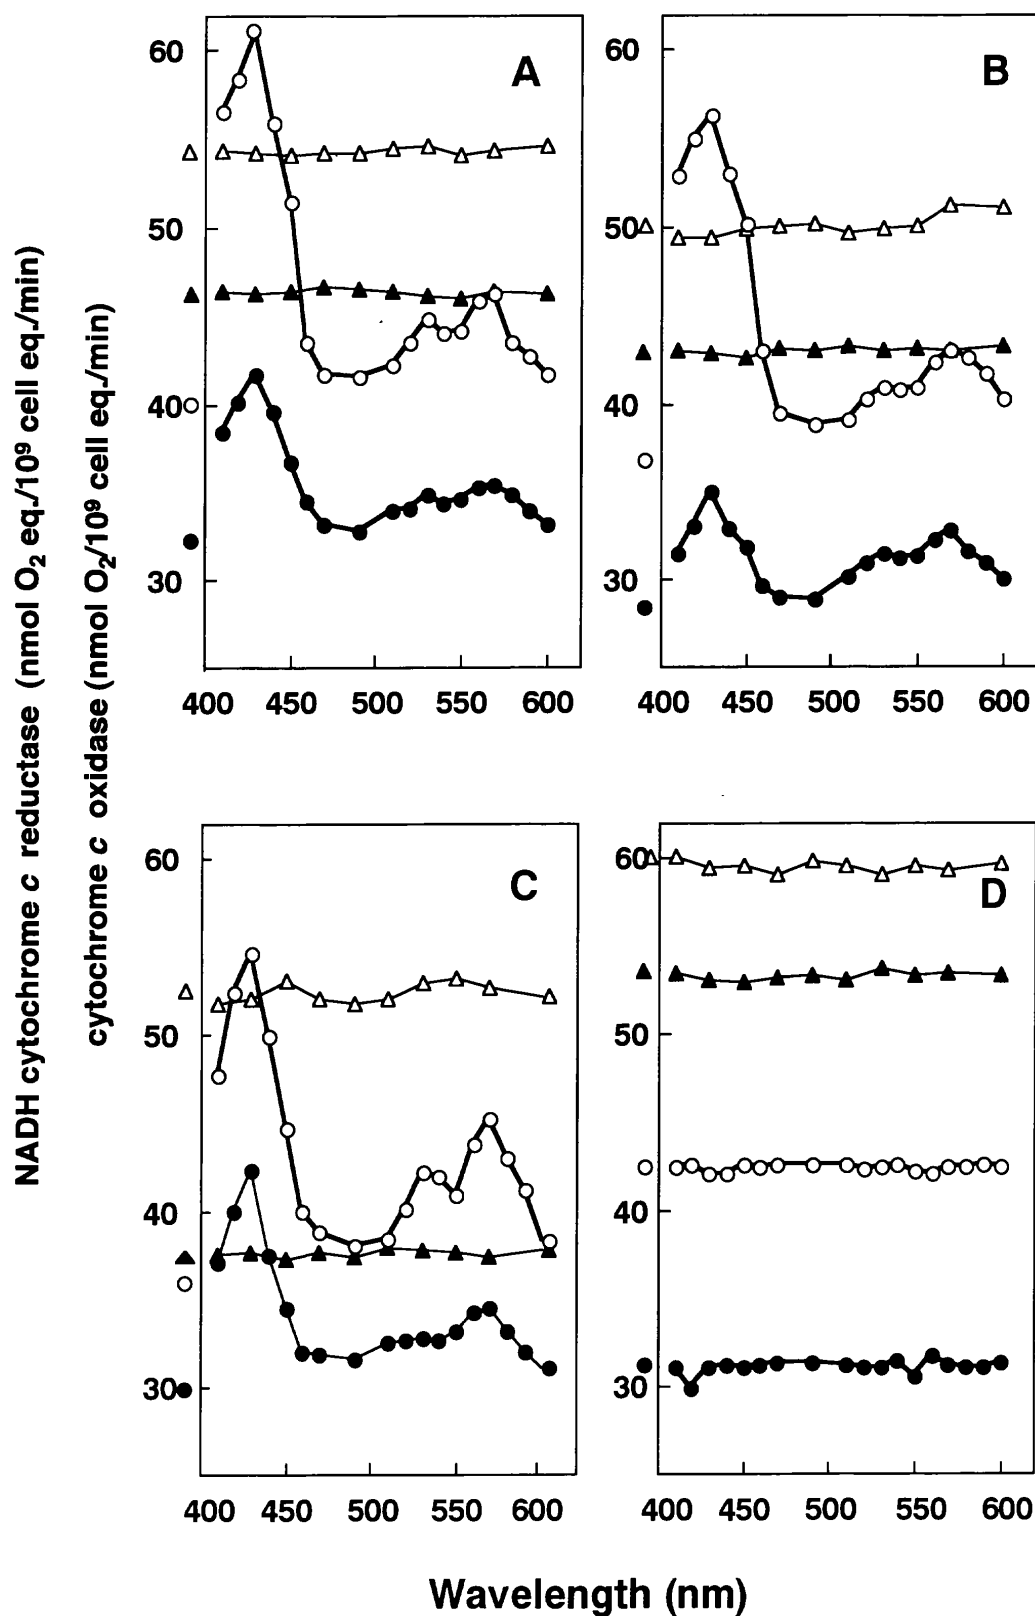 NADH cytochrome c reductase (nmol O2 eq./10⁹ cell eq./min)
cytochrome c oxidase (nmol O2/10⁹ cell eq./min)
A
60
50
40
30
400 450 500 550 600
B
60
50
40
30
400 450 500 550 600
C
60
50
40
30
400 450 500 550 600
D
60
50
40
30
400 450 500 550 600
Wavelength (nm)